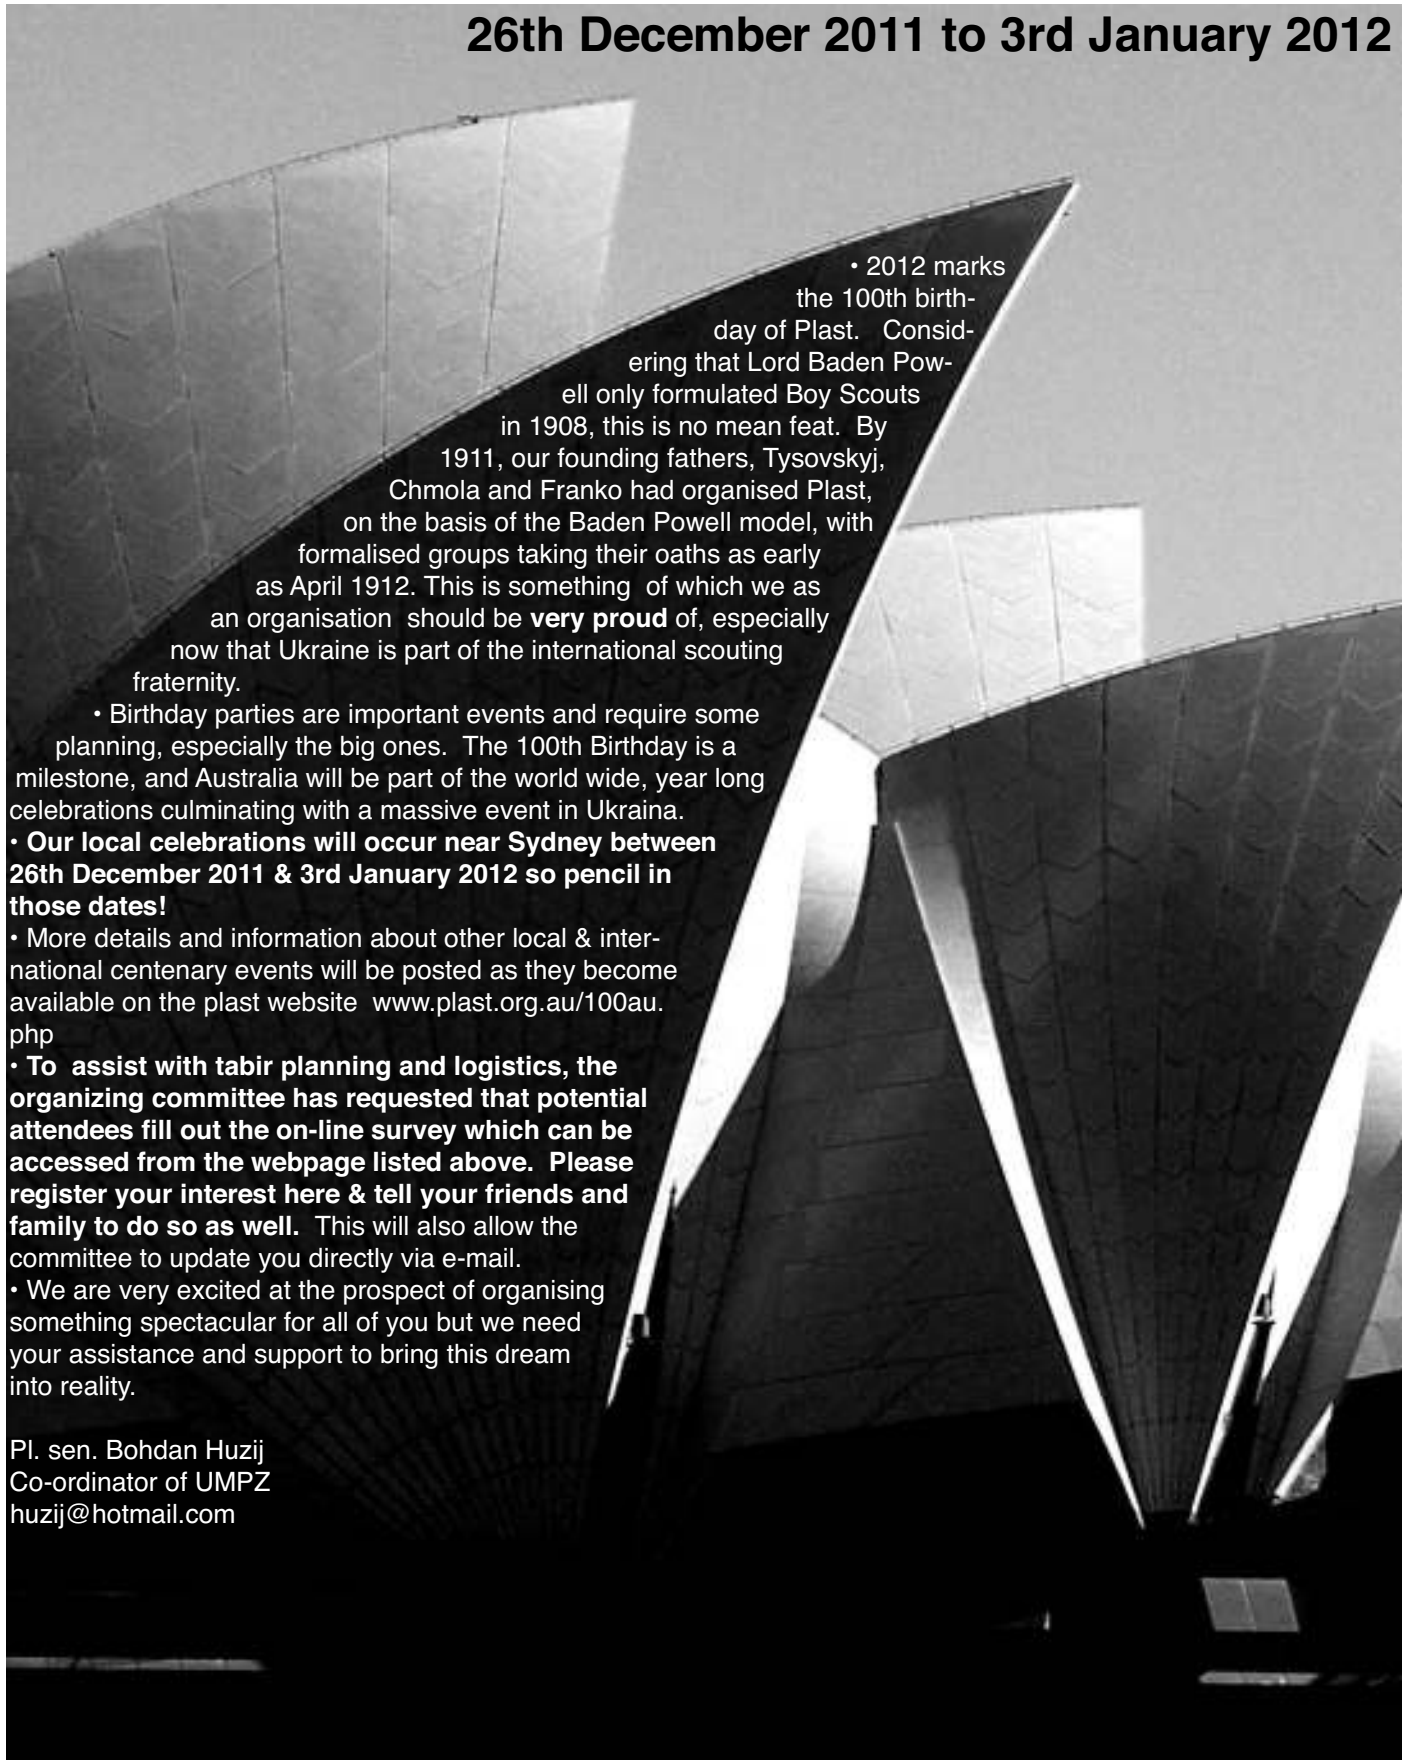 26th December 2011 to 3rd January 2012
• 2012 marks
the 100th birth-
day of Plast.   Consid-
ering that Lord Baden Pow-
ell only formulated Boy Scouts
in 1908, this is no mean feat.  By
1911, our founding fathers, Tysovskyj,
Chmola and Franko had organised Plast,
on the basis of the Baden Powell model, with
formalised groups taking their oaths as early
as April 1912. This is something  of which we as
an organisation  should be very proud of, especially
now that Ukraine is part of the international scouting
fraternity.
• Birthday parties are important events and require some
planning, especially the big ones.  The 100th Birthday is a
milestone, and Australia will be part of the world wide, year long
celebrations culminating with a massive event in Ukraina.
• Our local celebrations will occur near Sydney between
26th December 2011 & 3rd January 2012 so pencil in
those dates!
• More details and information about other local & inter-
national centenary events will be posted as they become
available on the plast website  www.plast.org.au/100au.
php
• To  assist with tabir planning and logistics, the
organizing committee has requested that potential
attendees fill out the on-line survey which can be
accessed from the webpage listed above.  Please
register your interest here & tell your friends and
family to do so as well.  This will also allow the
committee to update you directly via e-mail.
• We are very excited at the prospect of organising
something spectacular for all of you but we need
your assistance and support to bring this dream
into reality.
Pl. sen. Bohdan Huzij
Co-ordinator of UMPZ
huzij@hotmail.com